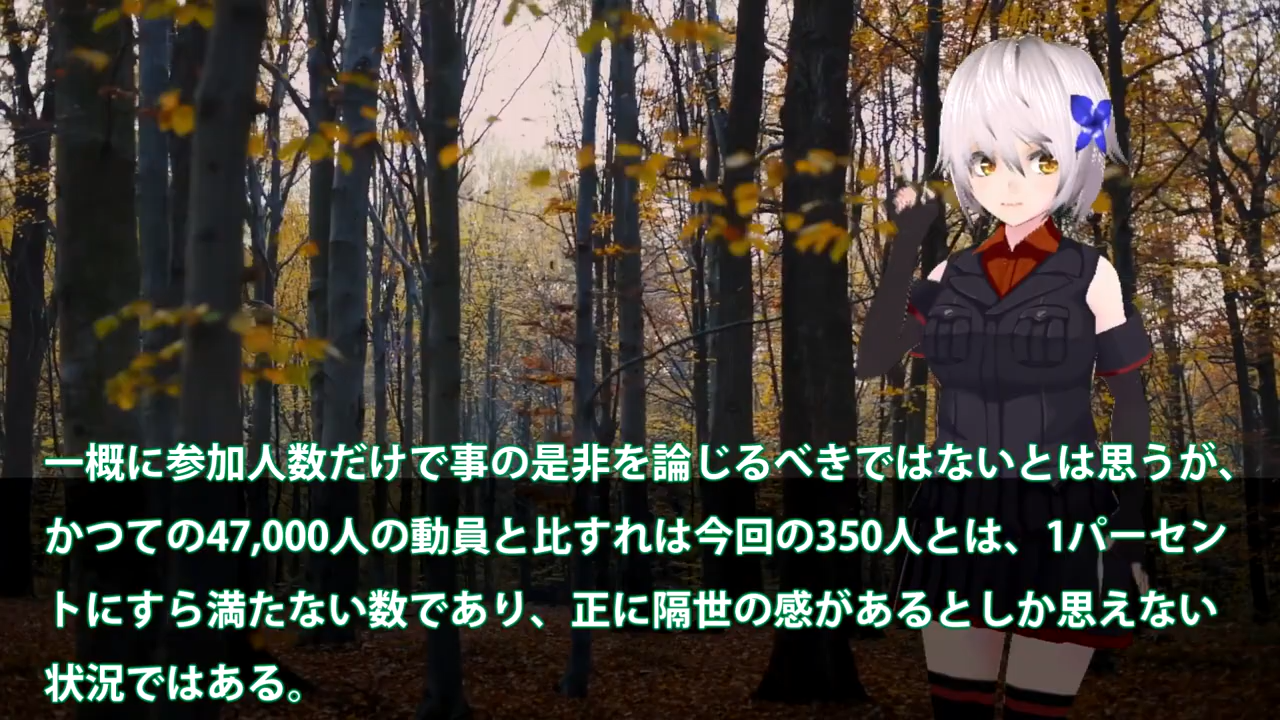 一概に参加人数だけで事の是非を論じるべきではないとは思うが、
かつての47,000人の動員と比すれは今回の350人とは、1パーセン
トにすら満たない数であり、正に隔世の感があるとしか思えない
状況ではある。